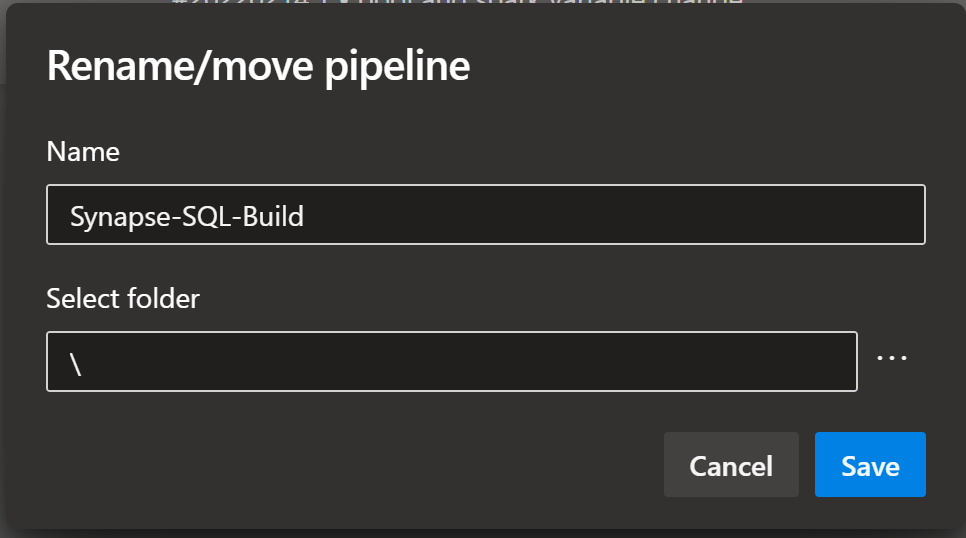 Rename/move pipeline
Name
Synapse-SQL-Build
Select folder
\
...
Cancel
Save